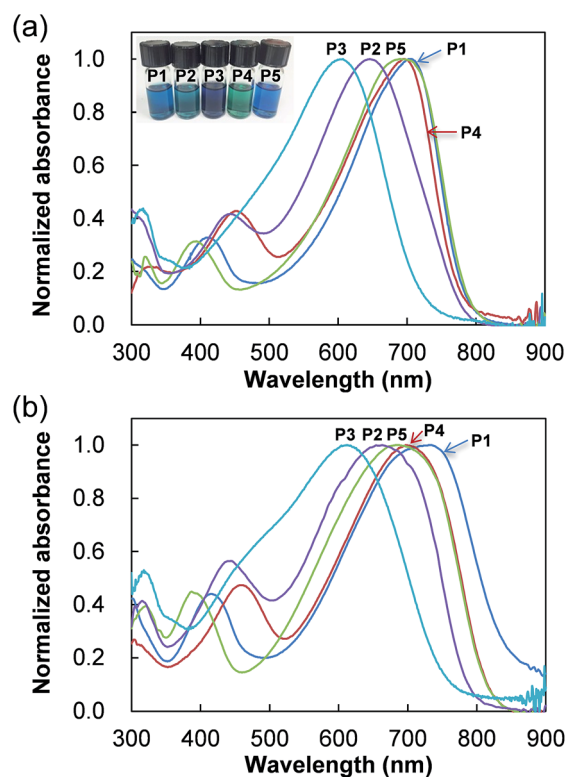 (a)
P1 P2 P3 P4 P5
P3 P2 P5 P1
P4
Normalized absorbance
1.0
0.8
0.6
0.4
0.2
0.0
300 400 500 600 700 800 900
Wavelength (nm)
(b)
P3 P2 P5 P4 P1
Normalized absorbance
1.0
0.8
0.6
0.4
0.2
0.0
300 400 500 600 700 800 900
Wavelength (nm)